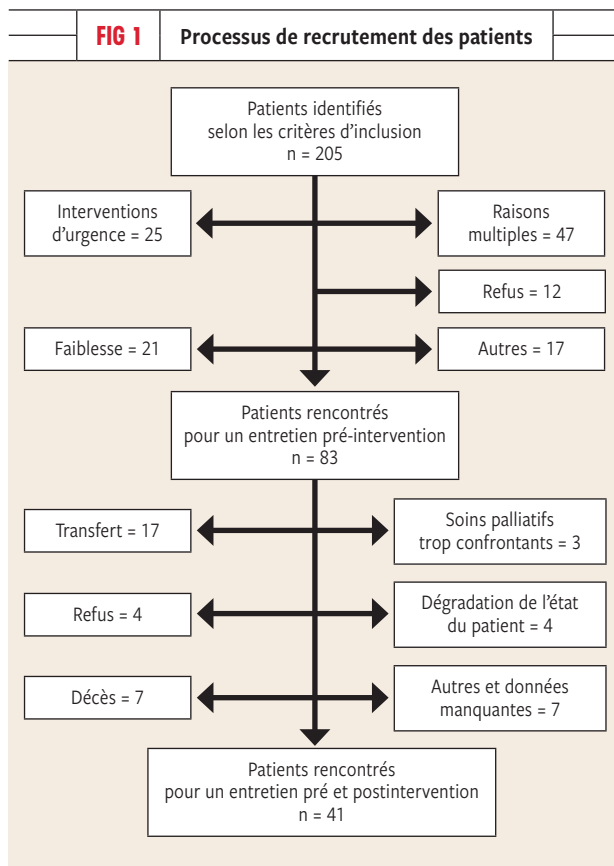 FIG 1
Processus de recrutement des patients
Patients identifiés
selon les critères d'inclusion
n = 205
Interventions
d'urgence = 25
Raisons
multiples = 47
Refus = 12
Faiblesse = 21
Autres = 17
Patients rencontrés
pour un entretien pré-intervention
n = 83
Transfert = 17
Soins palliatifs
trop confrontants = 3
Refus = 4
Dégradation de l'état
du patient = 4
Décès = 7
Autres et données
manquantes = 7
Patients rencontrés
pour un entretien pré et postintervention
n = 41